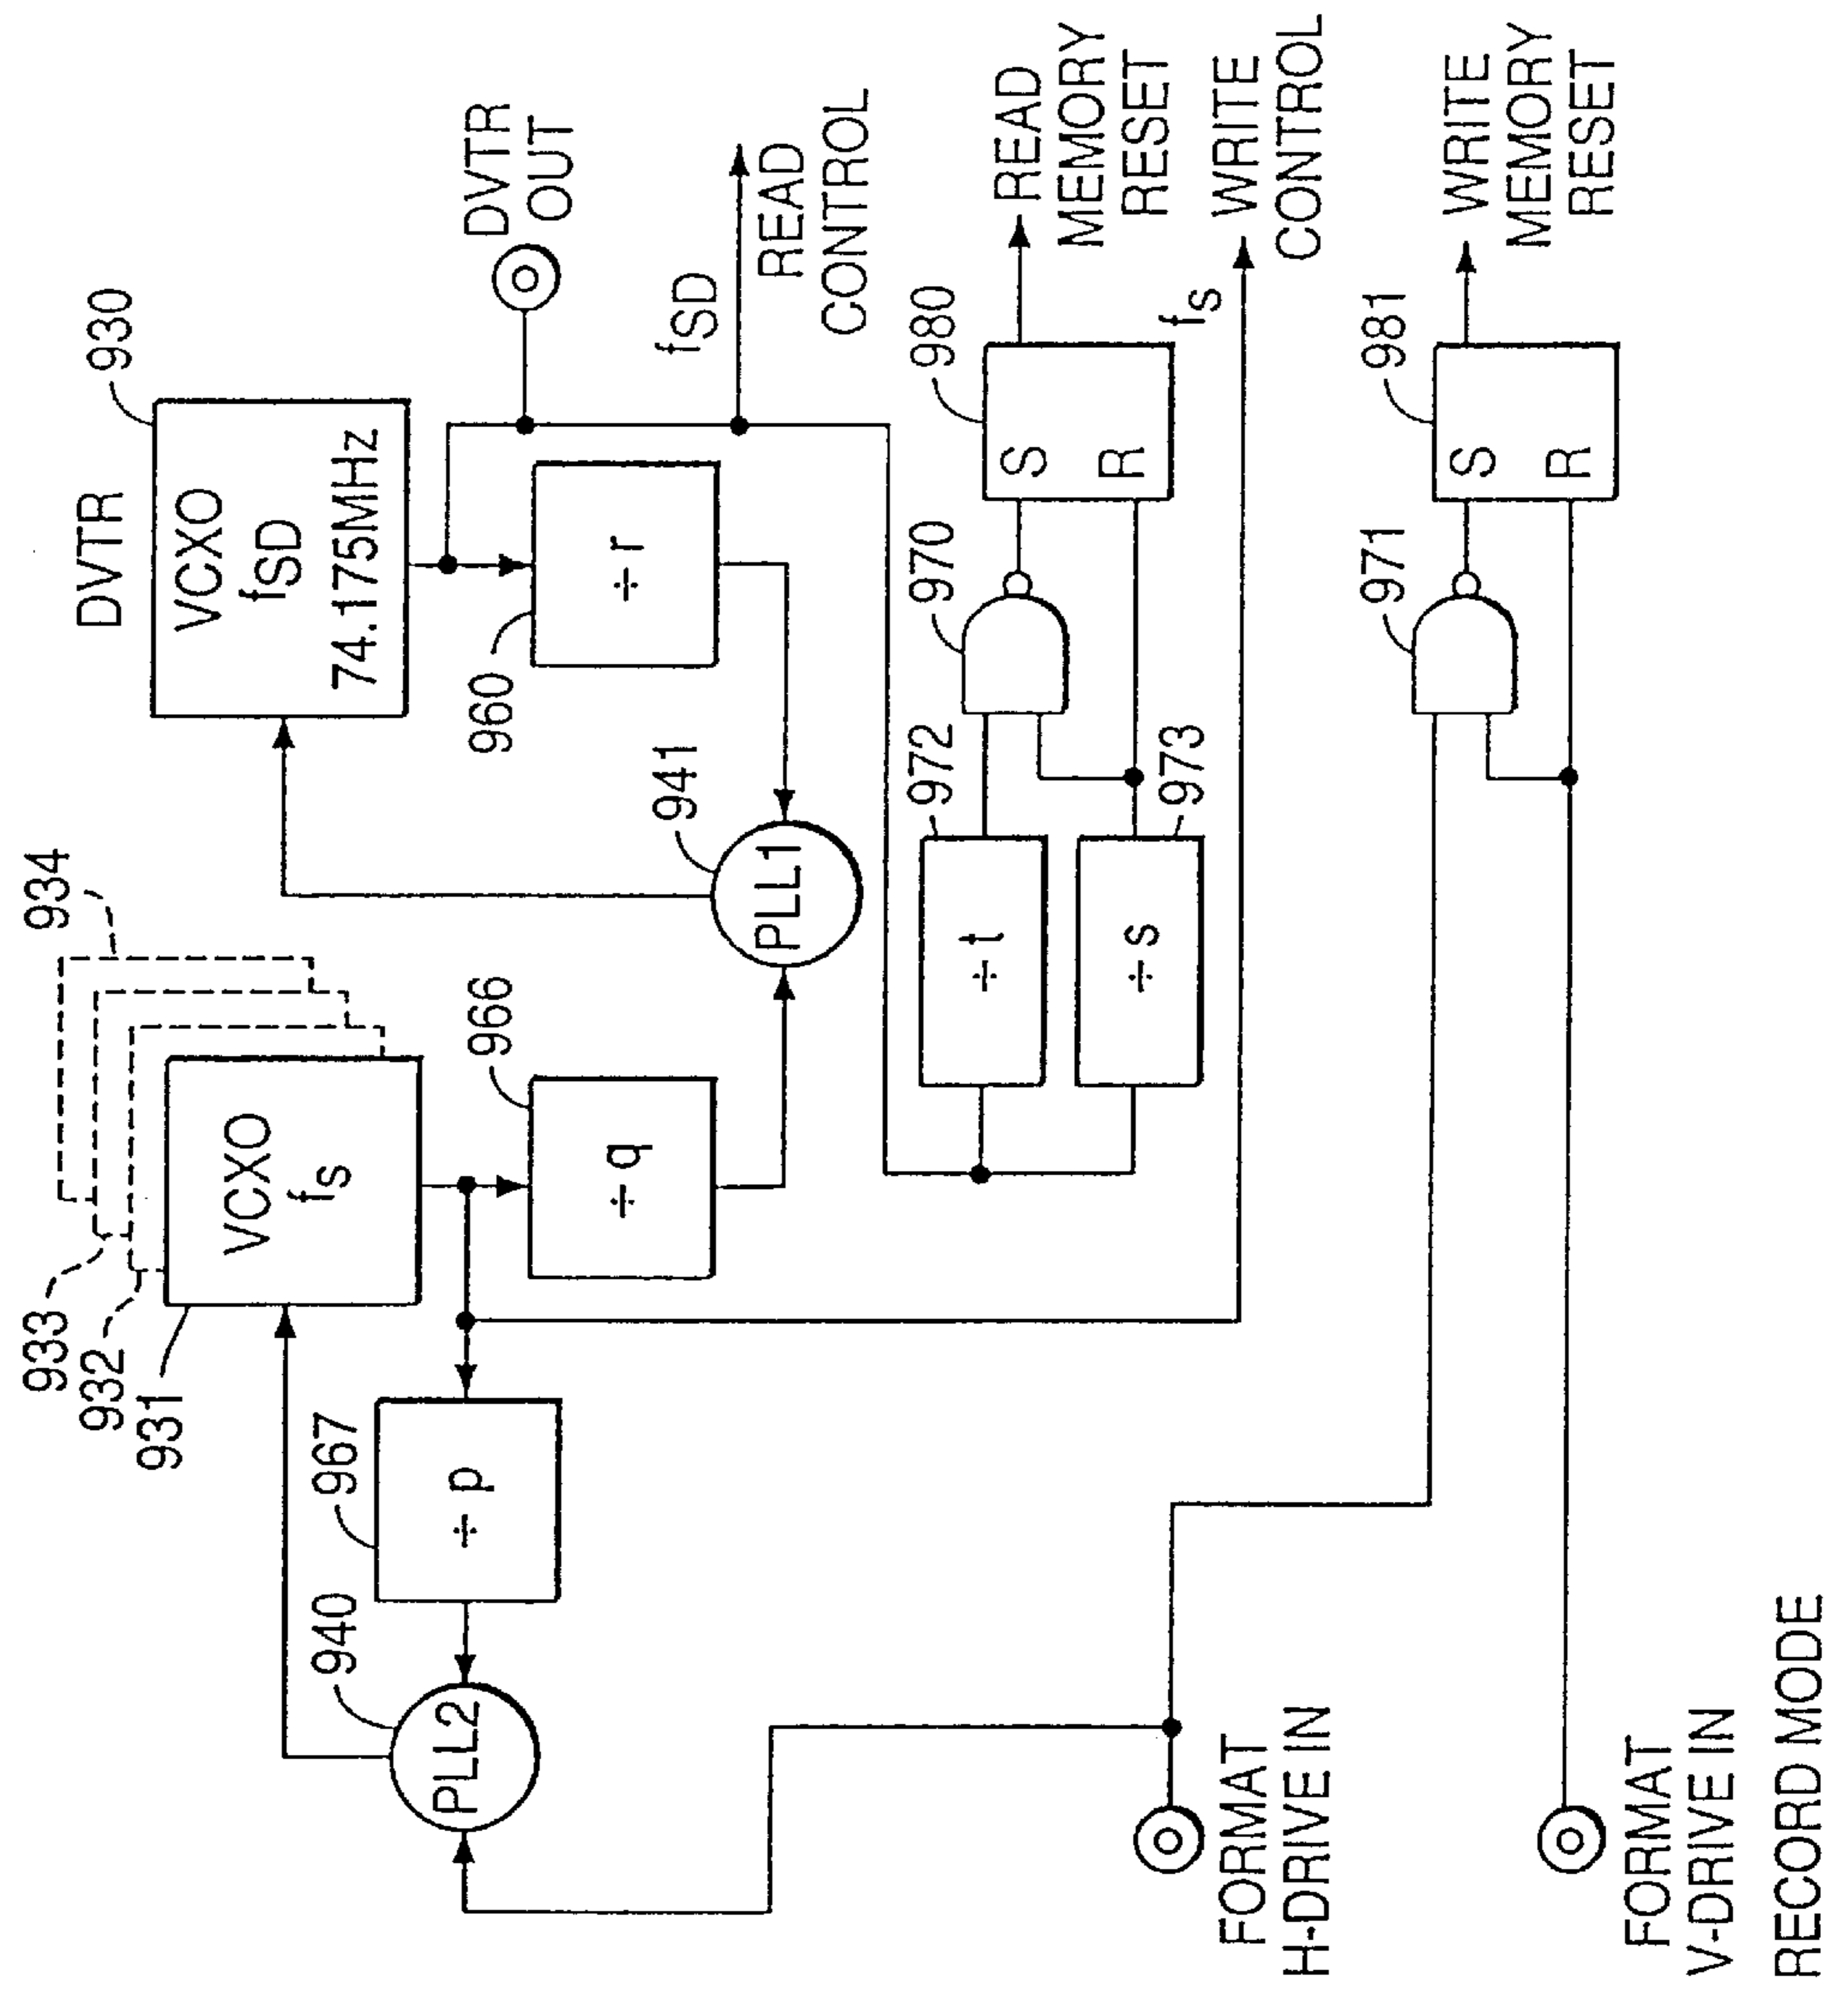 DVTR
930
VCXO
fSD
74.175MHz
DVTR
OUT
934
933
932
931
VCXO
fS
966
÷q
941
PLL1
960
÷r
fSD
READ
CONTROL
967
÷p
940
PLL2
972
÷t
973
÷s
970
980
S
R
READ
MEMORY
RESET
fS
WRITE
CONTROL
971
981
S
R
WRITE
MEMORY
RESET
FORMAT
H-DRIVE IN
FORMAT
V-DRIVE IN
RECORD MODE